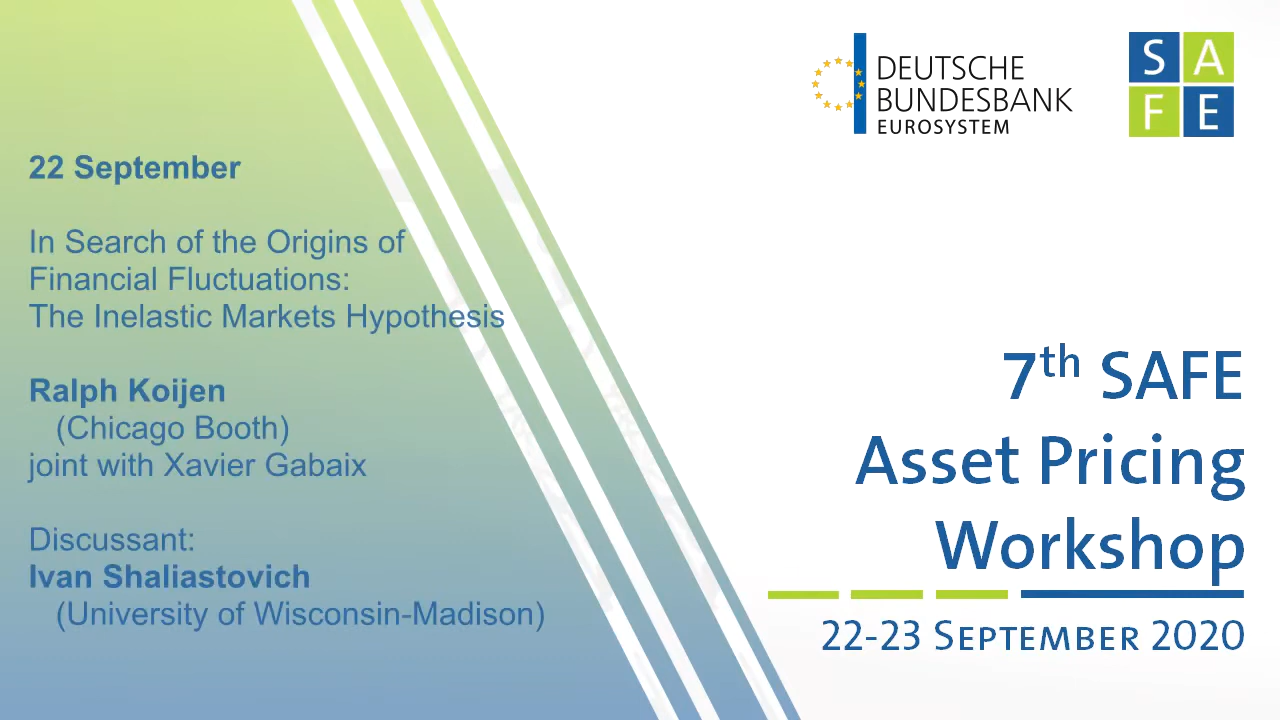 DEUTSCHE
BUNDESBANK
EUROSYSTEM
S A
F E
22 September
In Search of the Origins of
Financial Fluctuations:
The Inelastic Markets Hypothesis
Ralph Koijen
(Chicago Booth)
joint with Xavier Gabaix
Discussant:
Ivan Shaliastovich
(University of Wisconsin-Madison)
7th SAFE
Asset Pricing
Workshop
22-23 SEPTEMBER 2020